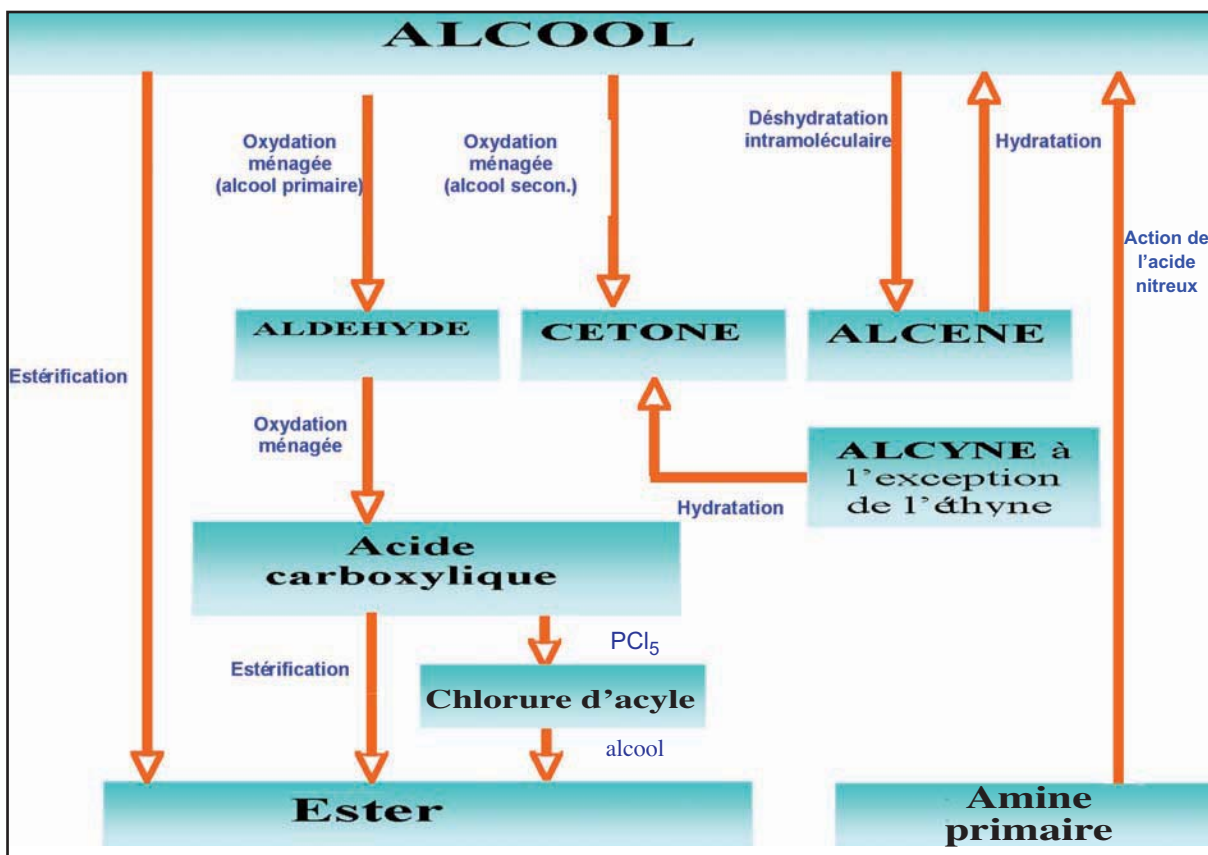 ALCOOL
Oxydation
ménagée
(alcool primaire)
Oxydation
ménagée
(alcool secon.)
Déshydratation
intramoléculaire
Hydratation
Action de
l'acide
nitreux
ALDEHYDE
CETONE
ALCENE
Estérification
Oxydation
ménagée
ALCYNE à
l'exception
de l'éthyne
Hydratation
Acide
carboxylique
PCl₅
Estérification
Chlorure d'acyle
alcool
Ester
Amine
primaire